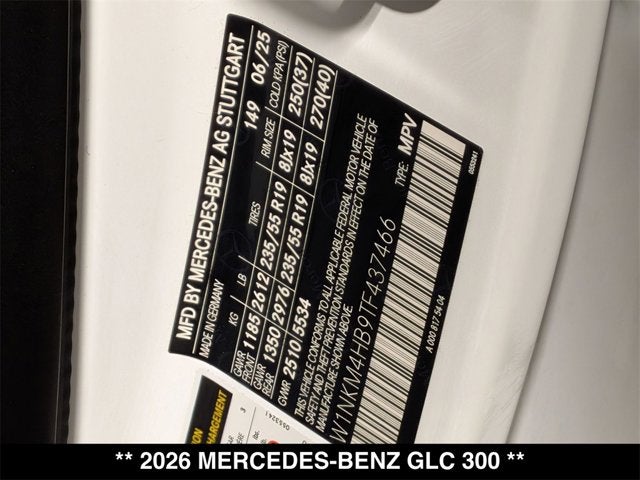 MFD BY MERCEDES-BENZ AG STUTTGART
MADE IN GERMANY 149 06/25
KG LB TIRES RIM SIZE COLD KPA (PSI)
GAWR FRONT 1185 2612 235/55 R19 8Jx19 250(37)
GAWR REAR 1350 2976 235/55 R19 8Jx19 270(40)
GVWR 2510 5534
THIS VEHICLE CONFORMS TO ALL APPLICABLE FEDERAL MOTOR VEHICLE
SAFETY AND THEFT PREVENTION STANDARDS IN EFFECT ON THE DATE OF
MANUFACTURE SHOWN ABOVE.
W1NKM4HB9TF437466 TYPE: MPV
A 000 817 54 04
0553241
** 2026 MERCEDES-BENZ GLC 300 **